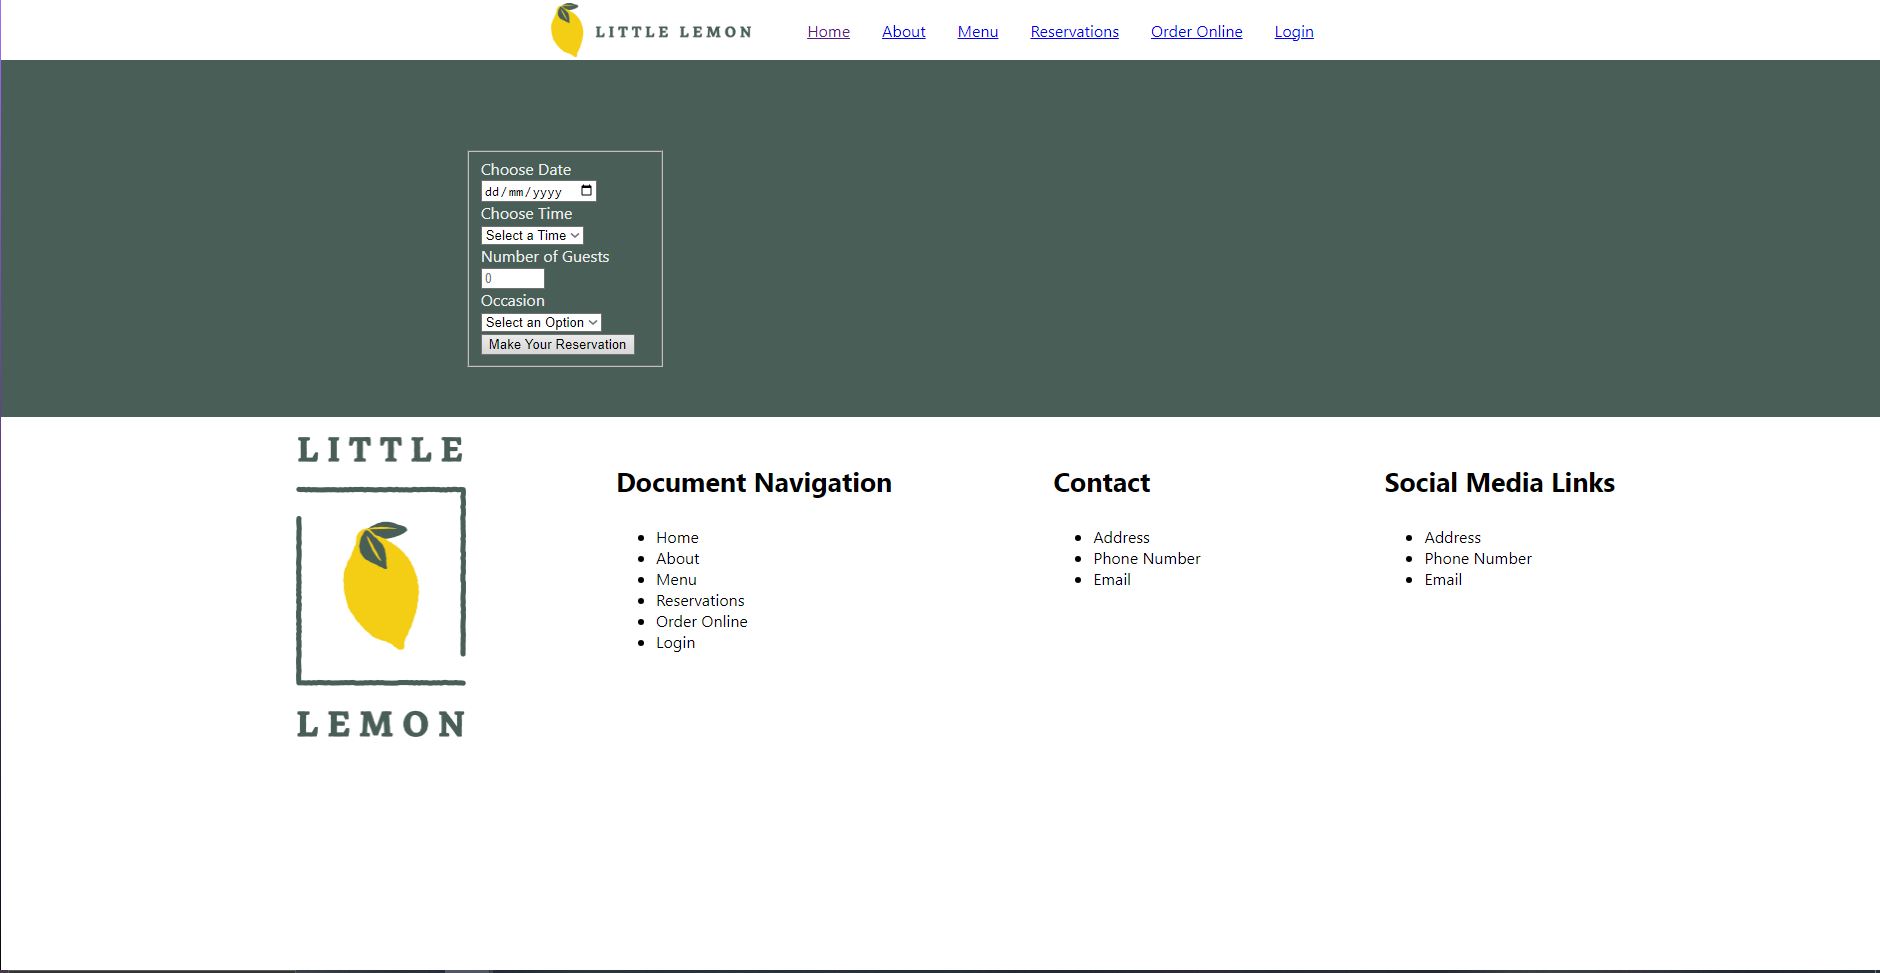 LITTLE LEMON Home About Menu Reservations Order Online Login
Choose Date
dd/mm/yyyy
Choose Time
Select a Time
Number of Guests
0
Occasion
Select an Option
Make Your Reservation
LITTLE
LEMON
Document Navigation
Home
About
Menu
Reservations
Order Online
Login
Contact
Address
Phone Number
Email
Social Media Links
Address
Phone Number
Email